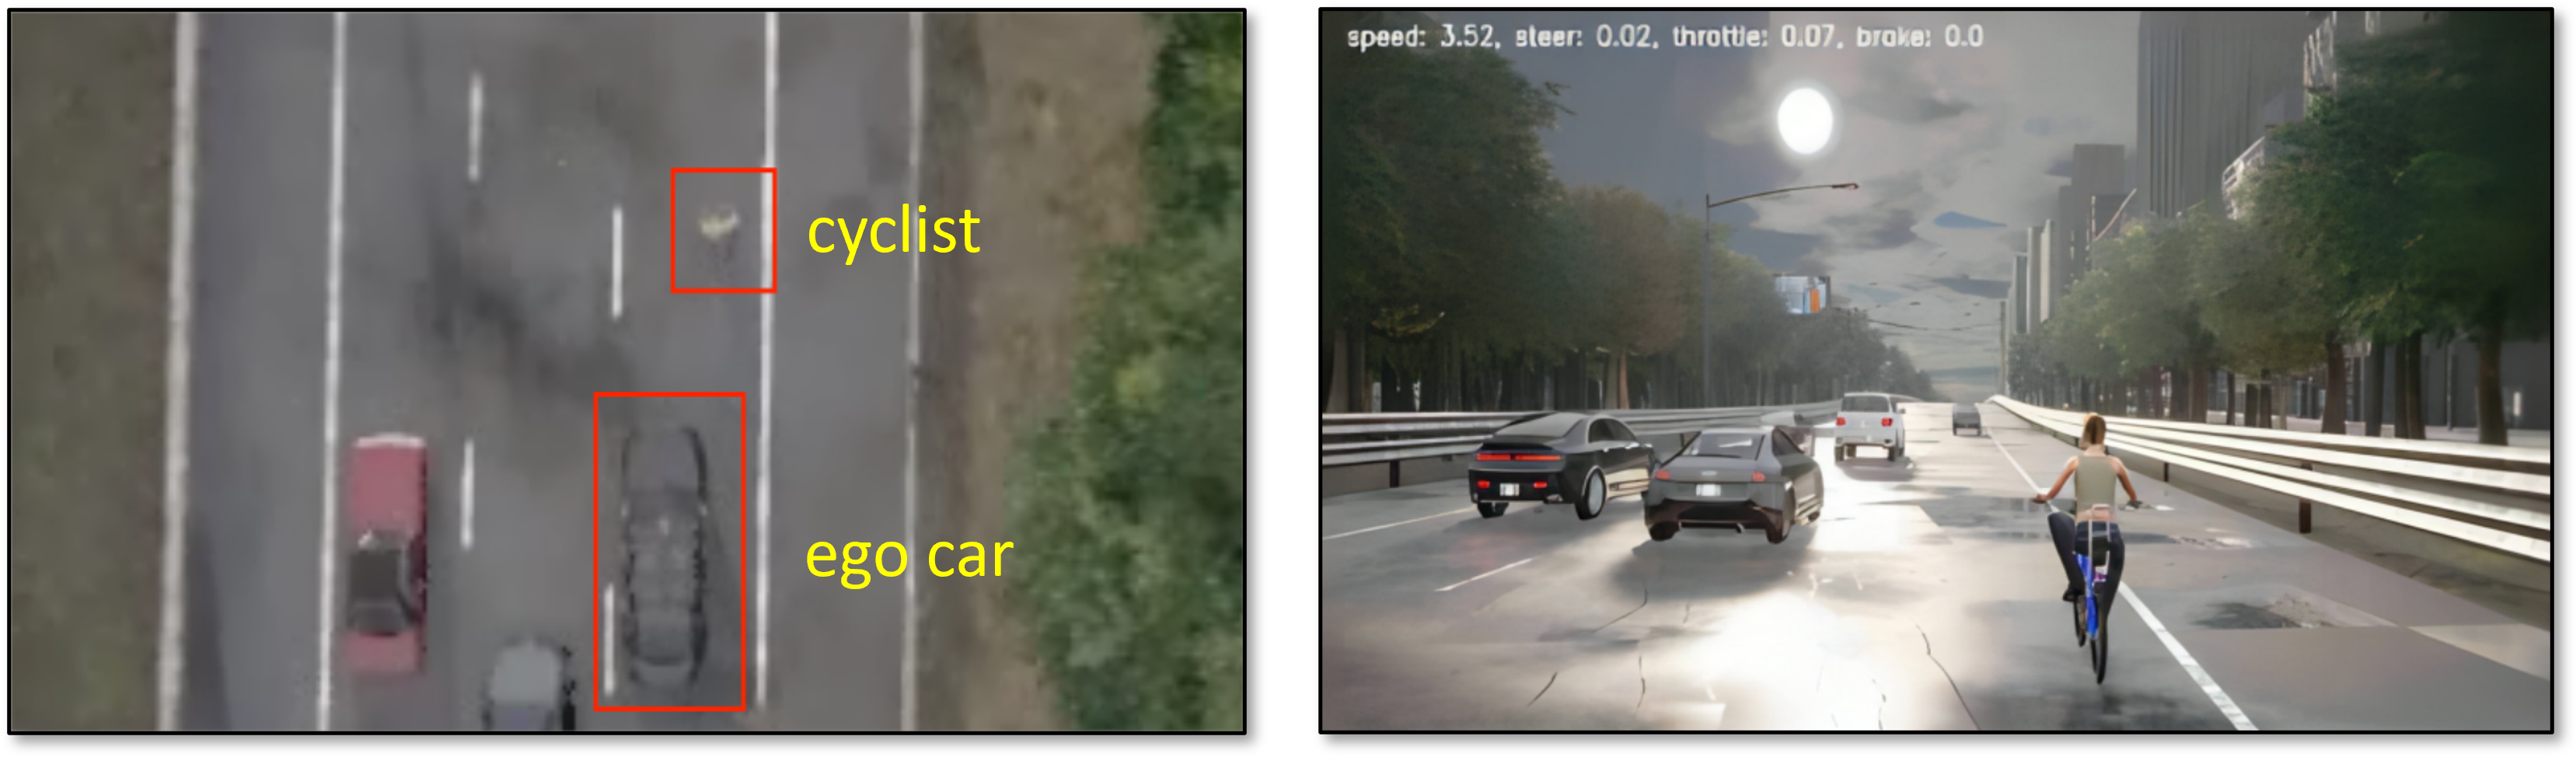 cyclist
ego car
speed: 3.52, steer: 0.02, throttle: 0.07, brake: 0.0